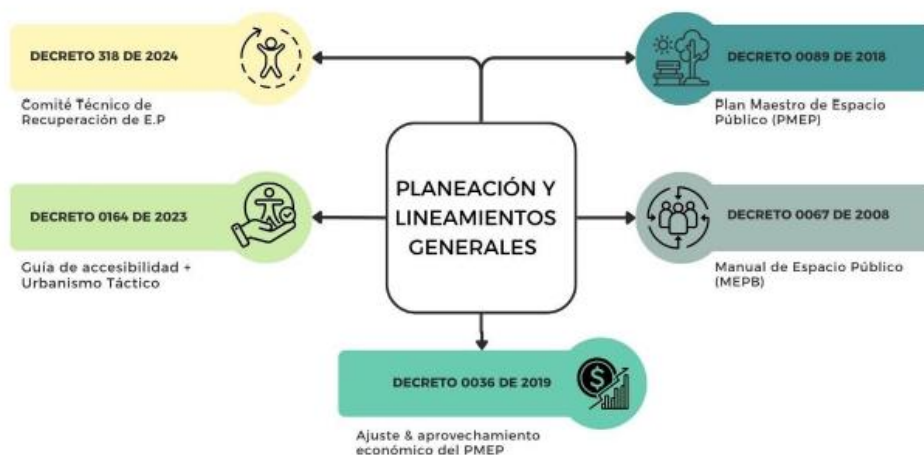 DECRETO 318 DE 2024
Comité Técnico de
Recuperación de E.P
DECRETO 0089 DE 2018
Plan Maestro de Espacio
Público (PMEP)
PLANEACIÓN Y
LINEAMIENTOS
GENERALES
DECRETO 0164 DE 2023
Guía de accesibilidad +
Urbanismo Táctico
DECRETO 0067 DE 2008
Manual de Espacio Público
(MEPB)
DECRETO 0036 DE 2019
$
Ajuste & aprovechamiento
económico del PMEP